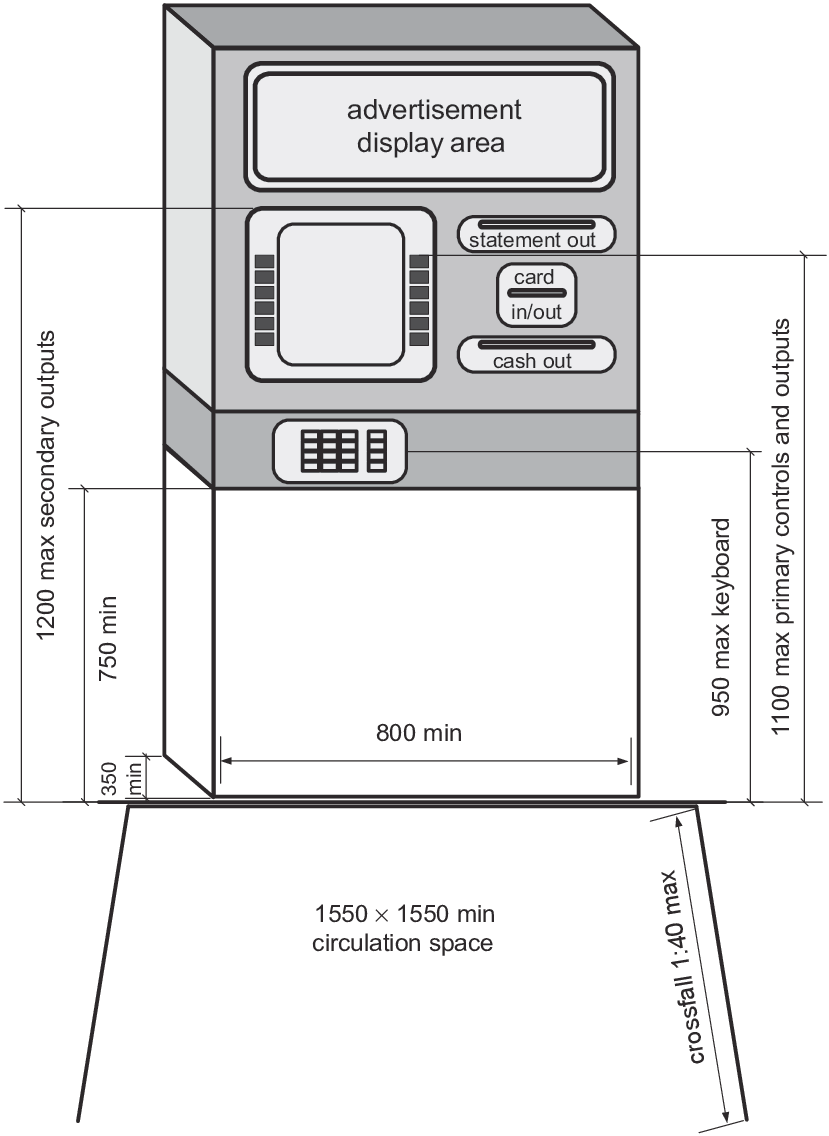 advertisement
display area
statement out
card
in/out
cash out
1200 max secondary outputs
750 min
350
min
800 min
950 max keyboard
1100 max primary controls and outputs
1550 × 1550 min
circulation space
crossfall 1:40 max